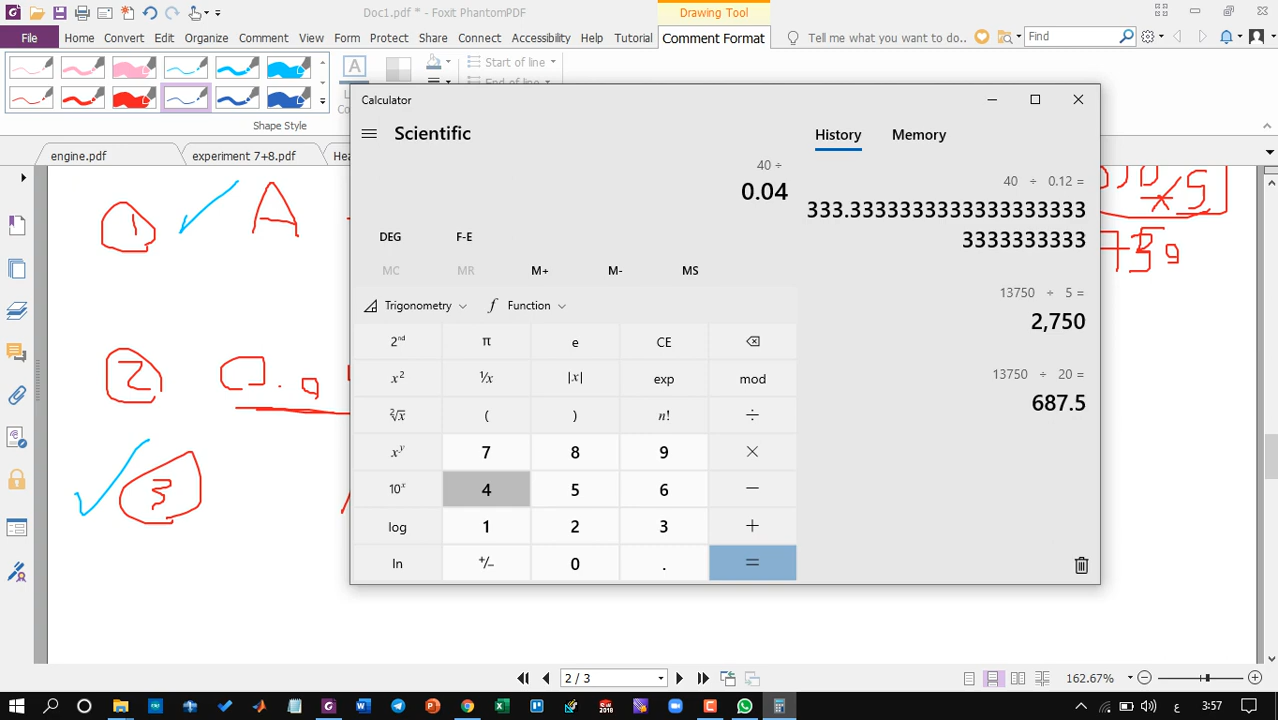 Doc1.pdf * - Foxit PhantomPDF
Drawing Tool
File Home Convert Edit Organize Comment View Form Protect Share Connect Accessibility Help Tutorial Comment Format
Tell me what you want to do..
Find
Start of line
End of line
Shape Style
engine.pdf
experiment 7+8.pdf
Calculator
Scientific
40 ÷
0.04
DEG F-E
MC MR M+ M- MS
Trigonometry f Function
2nd π e CE
x² ¹/x |x| exp mod
²√x ( ) n! ÷
xʸ 7 8 9 ×
10ˣ 4 5 6 −
log 1 2 3 +
ln +/− 0 . =
History Memory
40 ÷ 0.12 =
333.3333333333333333333
3333333333
13750 ÷ 5 =
2,750
13750 ÷ 20 =
687.5
1 A
2
3
2 / 3
162.67%
3:57